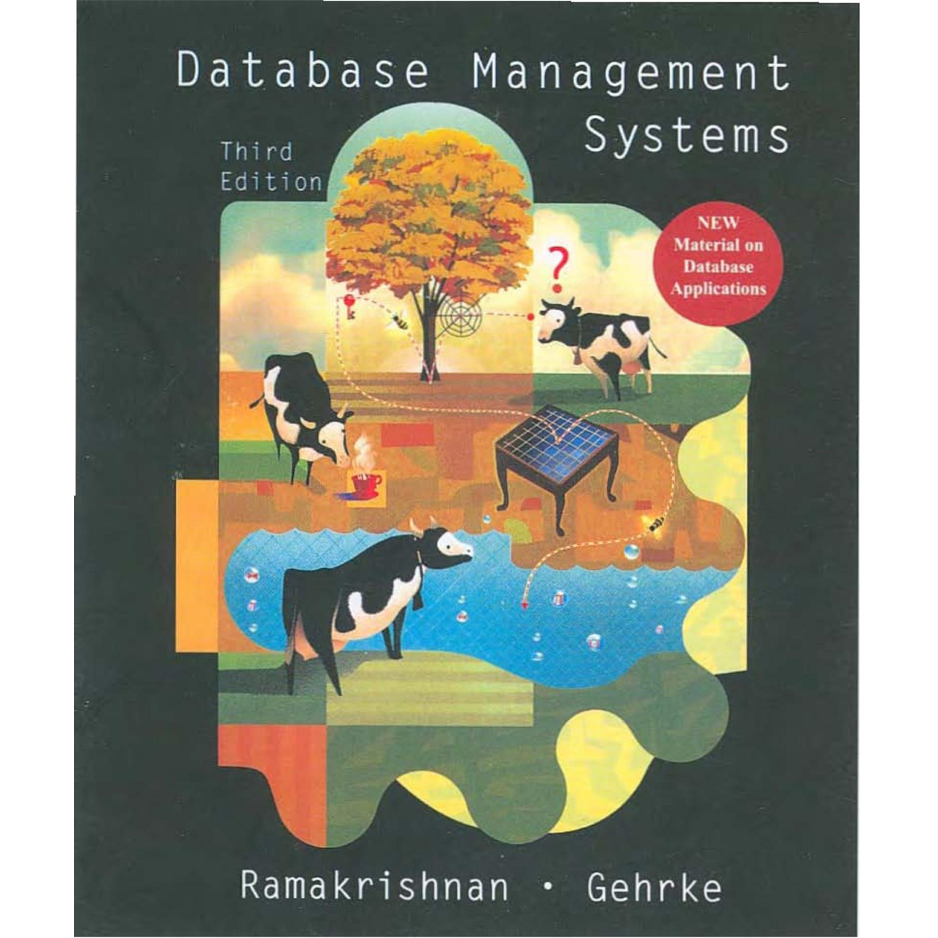 Database Management
Systems
Third
Edition
?
NEW
Material on
Database
Applications
Ramakrishnan • Gehrke